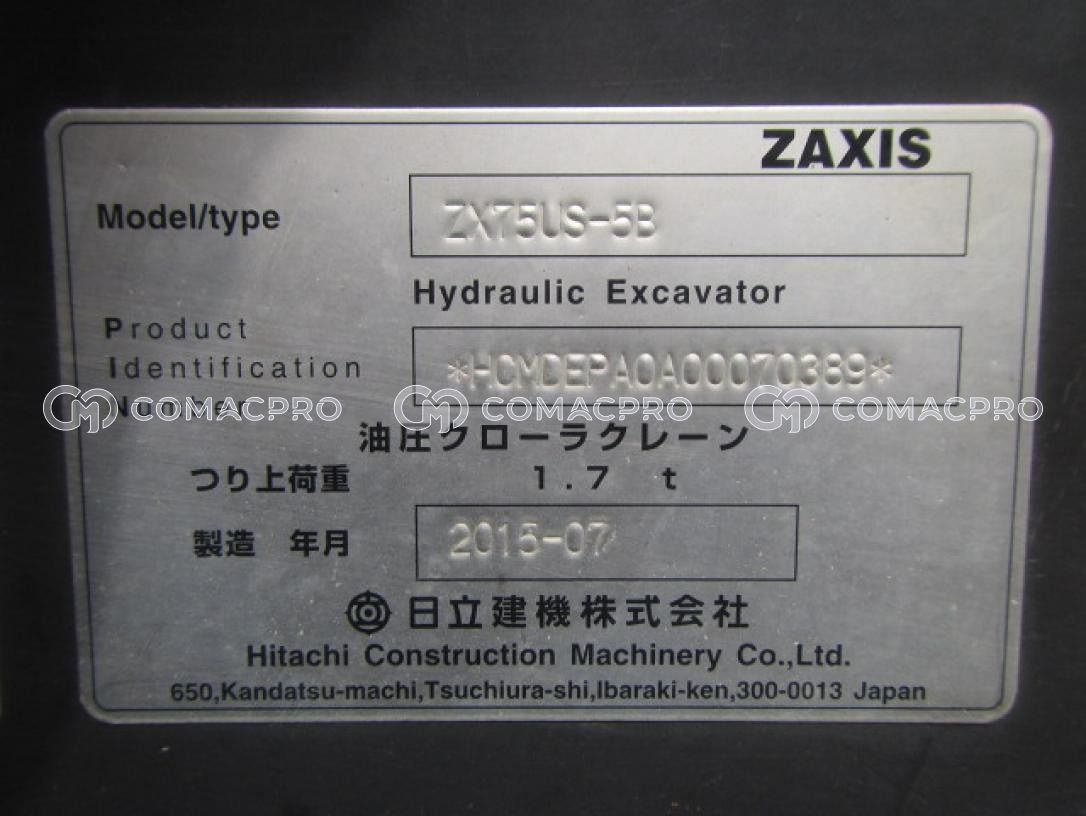 ZAXIS
Model/type ZX75US-5B
Hydraulic Excavator
Product
Identification *HCMDEPA0A00070389*
Number
COMACPRO COMACPRO COMACPRO
油圧クローラクレーン
つり上荷重 1.7 t
製造 年月 2015-07
日立建機株式会社
Hitachi Construction Machinery Co.,Ltd.
650,Kandatsu-machi,Tsuchiura-shi,Ibaraki-ken,300-0013 Japan